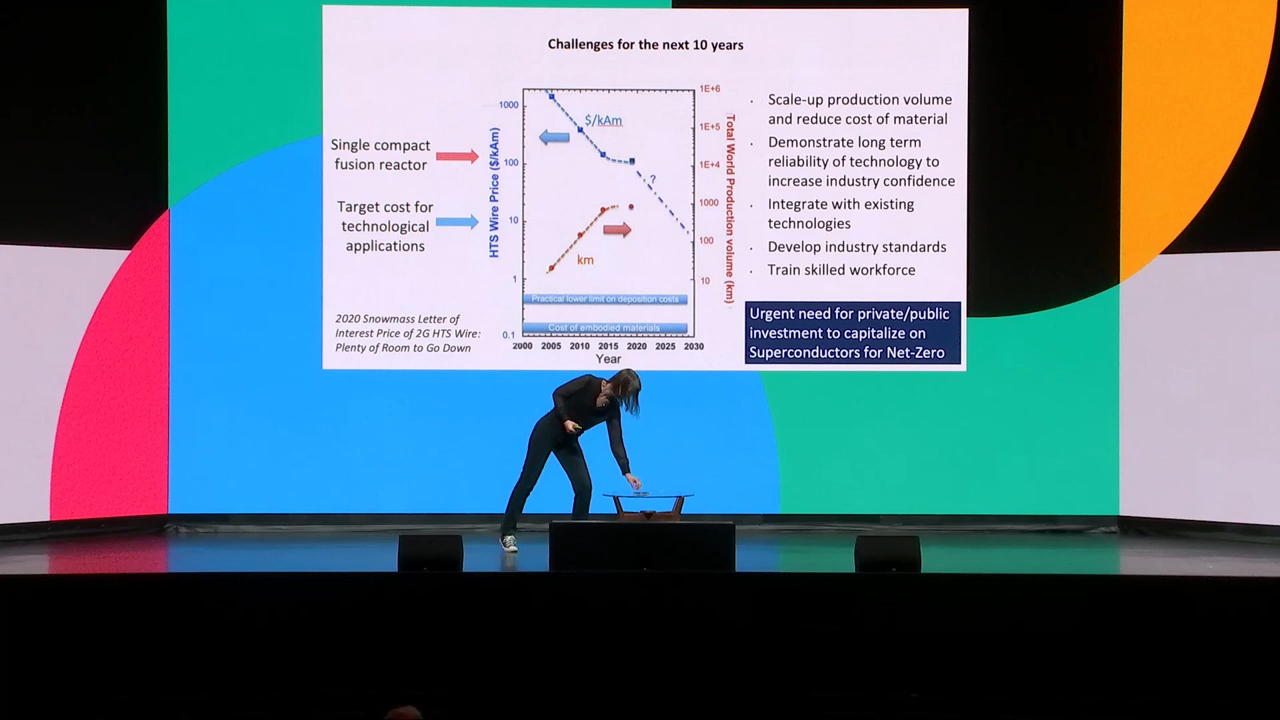 Challenges for the next 10 years
Single compact
fusion reactor
Target cost for
technological
applications
2020 Snowmass Letter of
Interest Price of 2G HTS Wire:
Plenty of Room to Go Down
HTS Wire Price ($/kAm)
1000
100
10
1
0.1
$/kAm
?
km
Practical lower limit on deposition costs
Cost of embodied materials
2000 2005 2010 2015 2020 2025 2030
Year
1E+6
1E+5
1E+4
1000
100
10
Total World Production volume (km)
· Scale-up production volume
and reduce cost of material
· Demonstrate long term
reliability of technology to
increase industry confidence
· Integrate with existing
technologies
· Develop industry standards
· Train skilled workforce
Urgent need for private/public
investment to capitalize on
Superconductors for Net-Zero